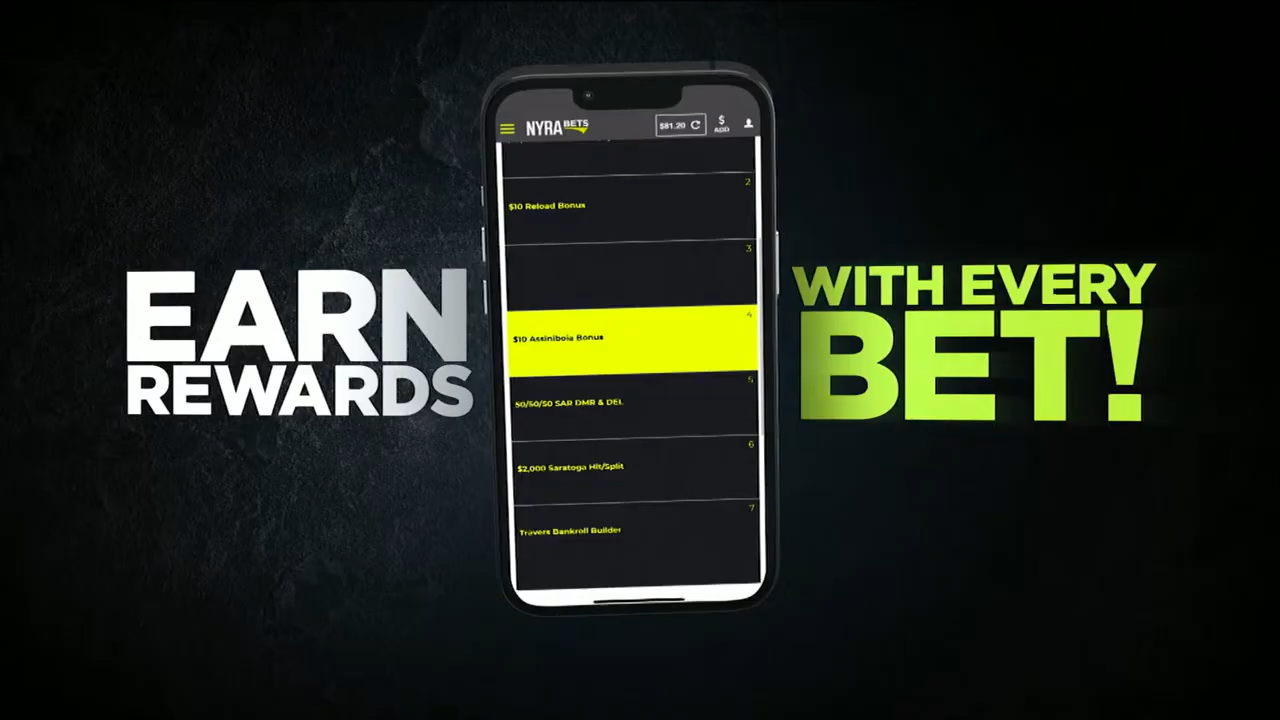 EARN
REWARDS
NYRA BETS
$81.20
$
ADD
2
$10 Reload Bonus
3
4
$10 Assiniboia Bonus
5
50/50/50 SAR DMR & DEL
6
$2,000 Saratoga Hit/Split
7
Travers Bankroll Builder
WITH EVERY
BET!